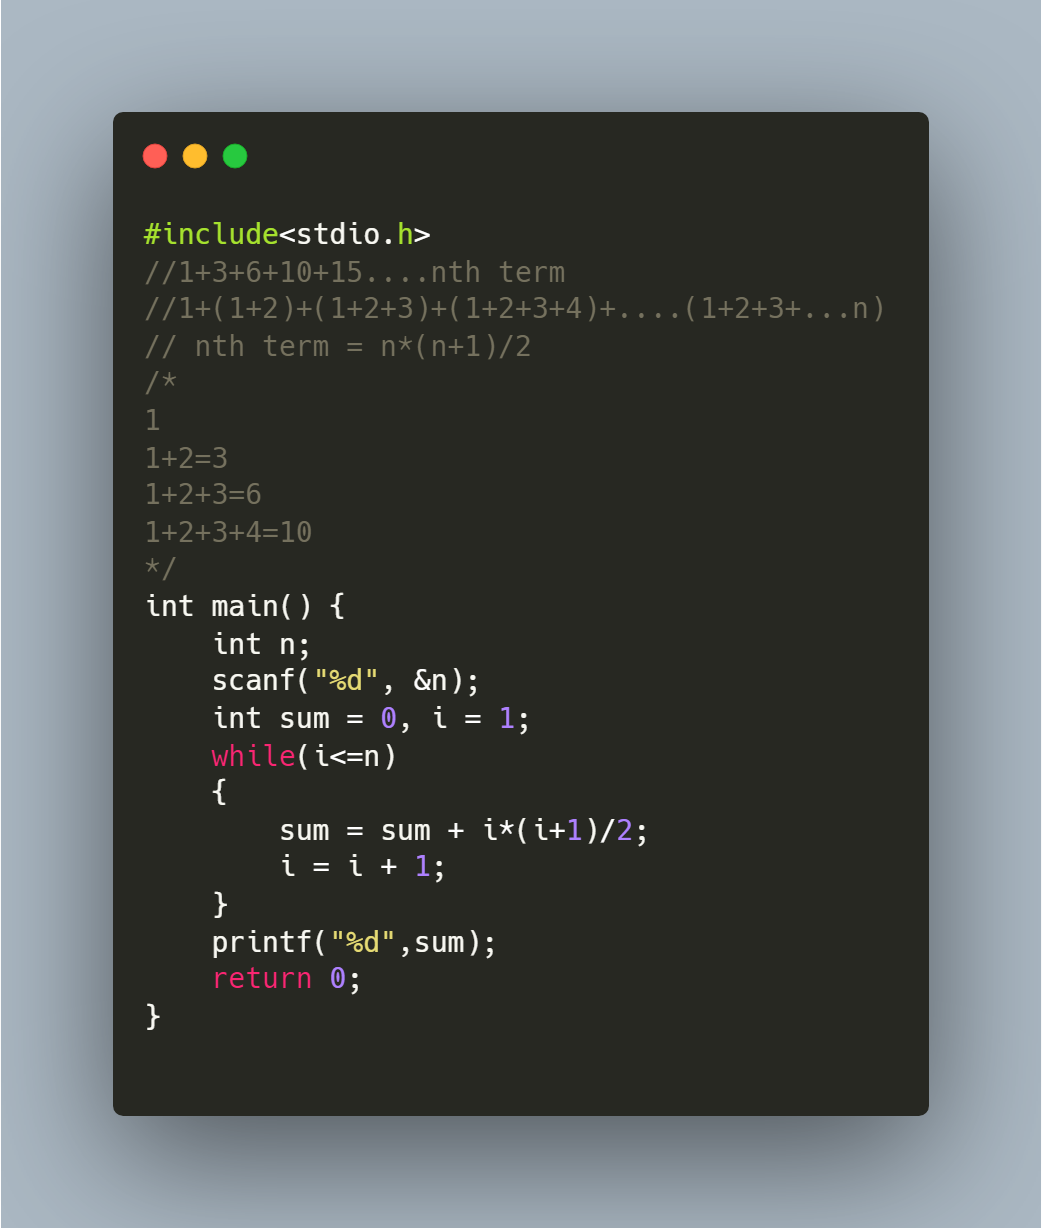 #include<stdio.h>
//1+3+6+10+15....nth term
//1+(1+2)+(1+2+3)+(1+2+3+4)+....(1+2+3+...n)
// nth term = n*(n+1)/2
/*
1
1+2=3
1+2+3=6
1+2+3+4=10
*/
int main() {
    int n;
    scanf("%d", &n);
    int sum = 0, i = 1;
    while(i<=n)
    {
        sum = sum + i*(i+1)/2;
        i = i + 1;
    }
    printf("%d",sum);
    return 0;
}